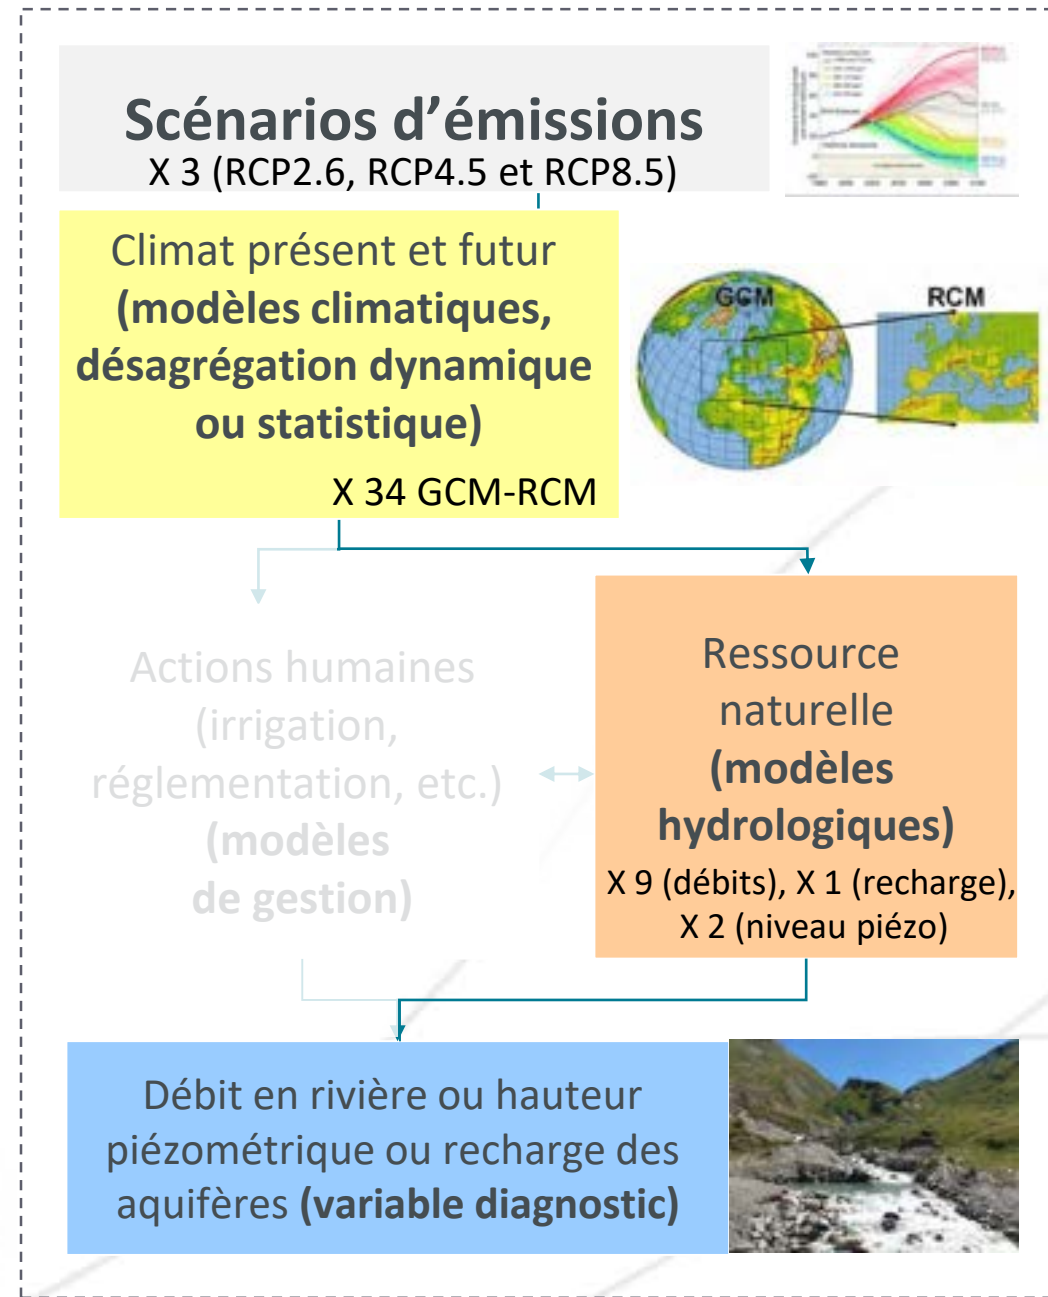 Scénarios d’émissions
X 3 (RCP2.6, RCP4.5 et RCP8.5)
Climat présent et futur
(modèles climatiques,
désagrégation dynamique
ou statistique)
X 34 GCM-RCM
GCM
RCM
Actions humaines
(irrigation,
réglementation, etc.)
(modèles
de gestion)
Ressource
naturelle
(modèles
hydrologiques)
X 9 (débits), X 1 (recharge),
X 2 (niveau piézo)
Débit en rivière ou hauteur
piézométrique ou recharge des
aquifères (variable diagnostic)